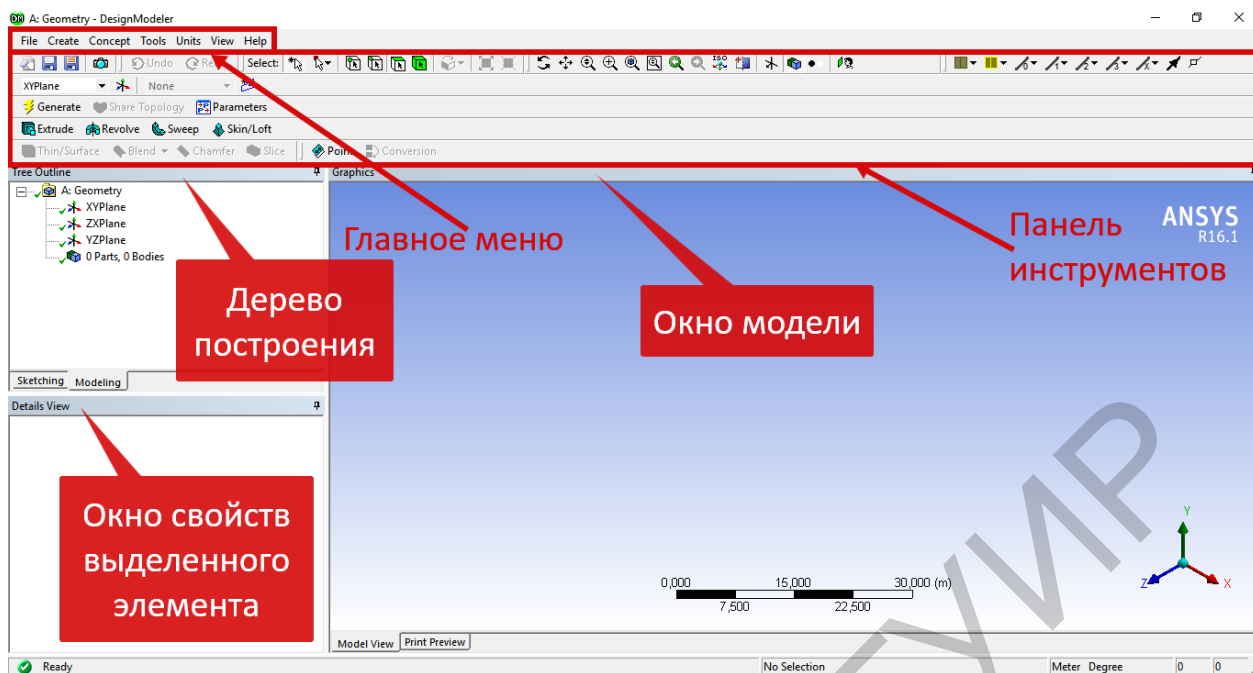 A: Geometry - DesignModeler
File Create Concept Tools Units View Help
Undo Re Select: ISO
XYPlane None
Generate Share Topology Parameters
Extrude Revolve Sweep Skin/Loft
Thin/Surface Blend Chamfer Slice Point Conversion
Tree Outline
A: Geometry
XYPlane
ZXPlane
YZPlane
0 Parts, 0 Bodies
Дерево
построения
Sketching Modeling
Details View
Окно свойств
выделенного
элемента
Graphics
Главное меню
Окно модели
Панель
инструментов
ANSYS
R16.1
0,000 15,000 30,000 (m)
7,500 22,500
Y
Z X
Model View Print Preview
Ready No Selection Meter Degree 0 0
ГУИР